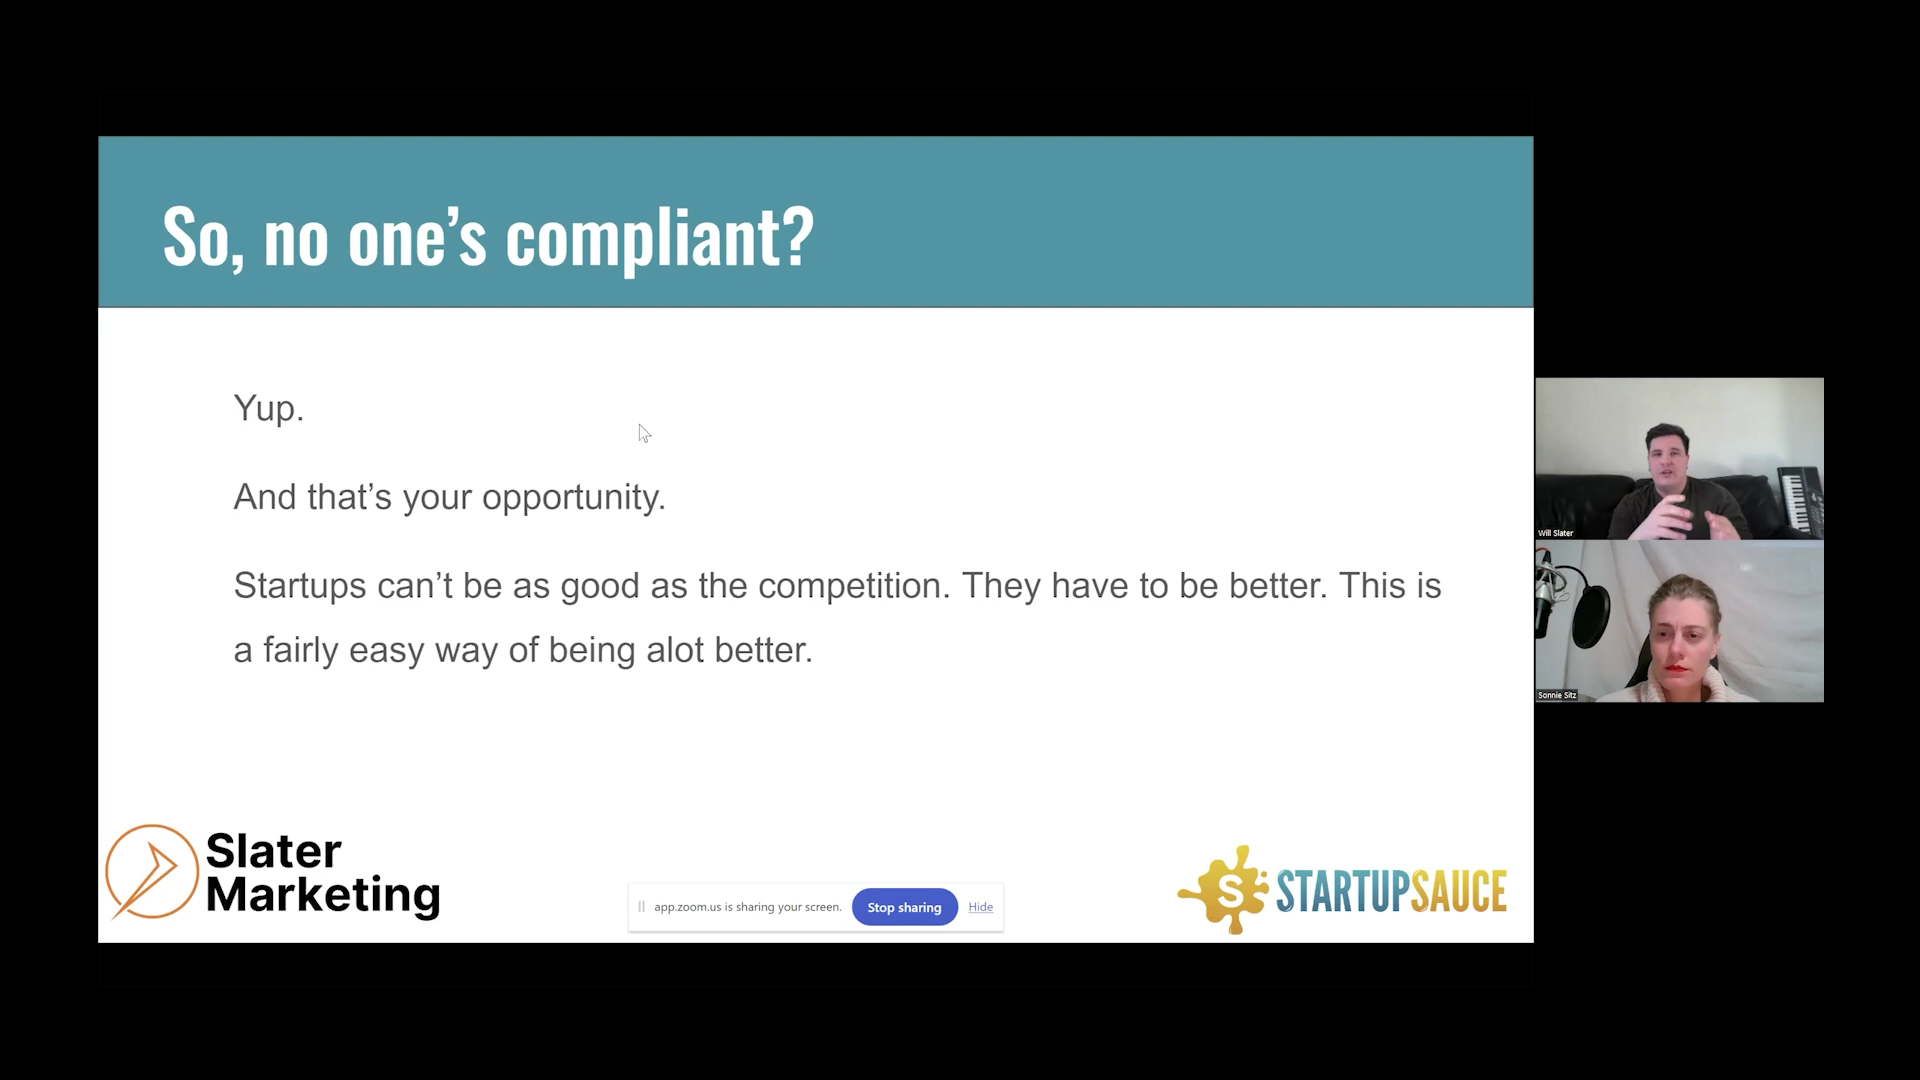 So, no one’s compliant?
Yup.
And that’s your opportunity.
Startups can’t be as good as the competition. They have to be better. This is
a fairly easy way of being alot better.
Will Slater
Sonnie Sitz
Slater
Marketing
app.zoom.us is sharing your screen.
Stop sharing
Hide
S
STARTUPSAUCE